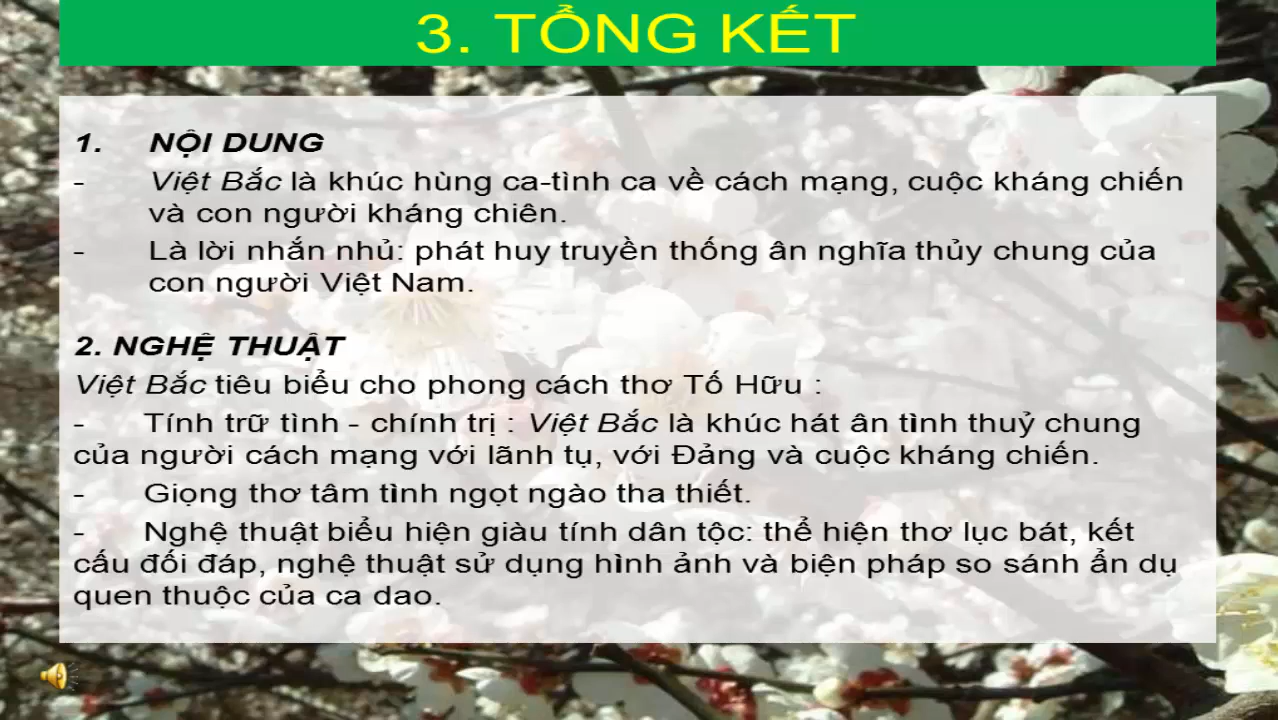 3. TỔNG KẾT
1. NỘI DUNG
- Việt Bắc là khúc hùng ca-tình ca về cách mạng, cuộc kháng chiến
và con người kháng chiên.
- Là lời nhắn nhủ: phát huy truyền thống ân nghĩa thủy chung của
con người Việt Nam.
2. NGHỆ THUẬT
Việt Bắc tiêu biểu cho phong cách thơ Tố Hữu :
- Tính trữ tình - chính trị : Việt Bắc là khúc hát ân tình thuỷ chung
của người cách mạng với lãnh tụ, với Đảng và cuộc kháng chiến.
- Giọng thơ tâm tình ngọt ngào tha thiết.
- Nghệ thuật biểu hiện giàu tính dân tộc: thể hiện thơ lục bát, kết
cấu đối đáp, nghệ thuật sử dụng hình ảnh và biện pháp so sánh ẩn dụ
quen thuộc của ca dao.